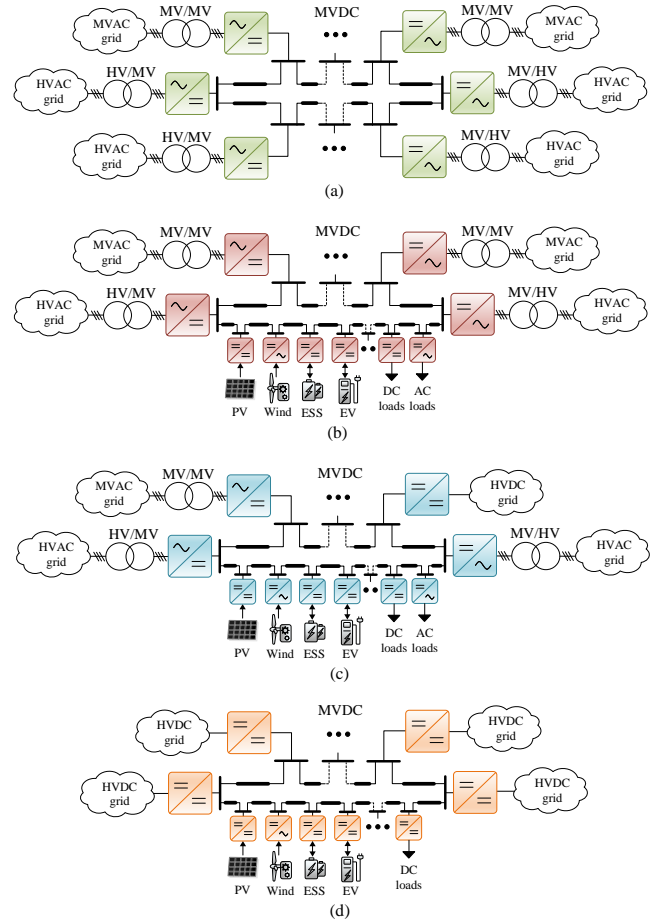 MVAC grid MV/MV MVDC MV/MV MVAC grid
HVAC grid HV/MV MV/HV HVAC grid
HVAC grid HV/MV MV/HV HVAC grid
(a)
MVAC grid MV/MV MVDC MV/MV MVAC grid
HVAC grid HV/MV MV/HV HVAC grid
PV Wind ESS EV DC loads AC loads
(b)
MVAC grid MV/MV MVDC HVDC grid
HVAC grid HV/MV MV/HV HVAC grid
PV Wind ESS EV DC loads AC loads
(c)
HVDC grid MVDC HVDC grid
HVDC grid HVDC grid
PV Wind ESS EV DC loads
(d)